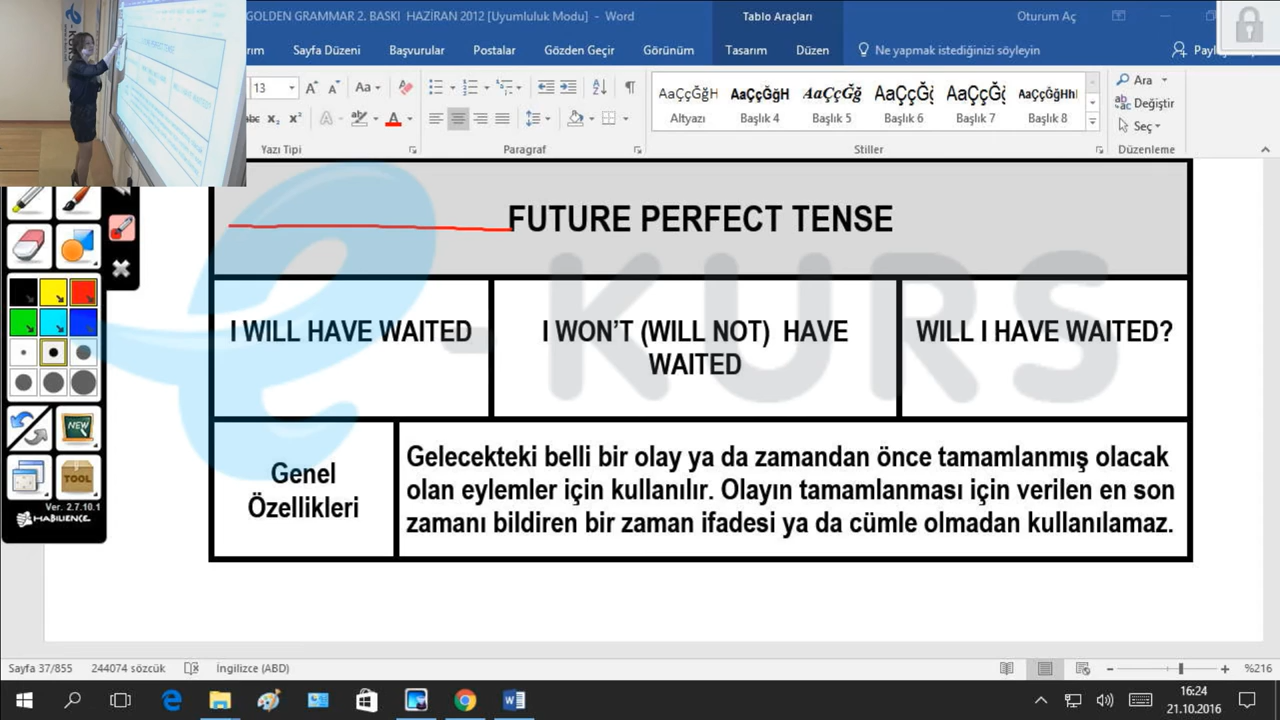 GOLDEN GRAMMAR 2. BASKI HAZİRAN 2012 [Uyumluluk Modu] - Word
Tablo Araçları
Oturum Aç
Sayfa Düzeni
Başvurular
Postalar
Gözden Geçir
Görünüm
Tasarım
Düzen
Ne yapmak istediğinizi söyleyin
13
Aa
AaÇçĞğH
AaÇçĞğH
AaÇçĞğ
AaÇçĞğ
AaÇçĞğ
AaÇçĞğHh
Altyazı
Başlık 4
Başlık 5
Başlık 6
Başlık 7
Başlık 8
Ara
Değiştir
Seç
Yazı Tipi
Paragraf
Stiller
Düzenleme
FUTURE PERFECT TENSE
I WILL HAVE WAITED
I WON’T (WILL NOT) HAVE
WAITED
WILL I HAVE WAITED?
Genel
Özellikleri
Gelecekteki belli bir olay ya da zamandan önce tamamlanmış olacak
olan eylemler için kullanılır. Olayın tamamlanması için verilen en son
zamanı bildiren bir zaman ifadesi ya da cümle olmadan kullanılamaz.
e-KURS
NEW
TOOL
Ver. 2.7.10.1
MABILIENCE
Sayfa 37/855
244074 sözcük
İngilizce (ABD)
%216
16:24
21.10.2016